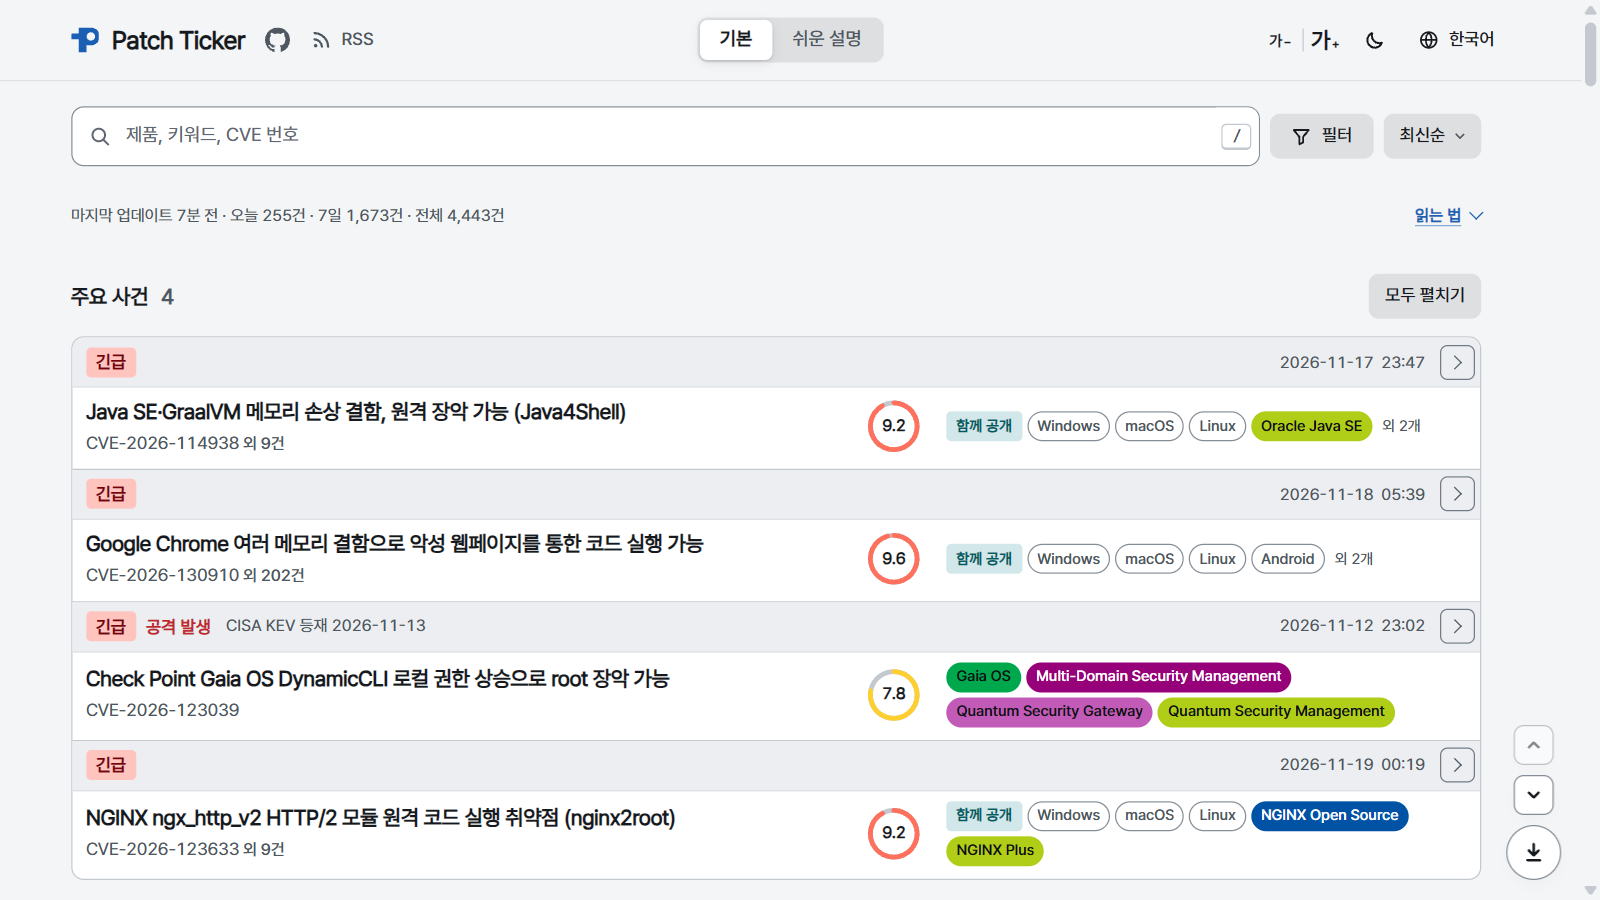 Patch Ticker
RSS
기본
쉬운 설명
가-
가+
한국어
제품, 키워드, CVE 번호
/
필터
최신순
마지막 업데이트 7분 전 · 오늘 255건 · 7일 1,673건 · 전체 4,443건
읽는 법
주요 사건 4
모두 펼치기
긴급
2026-11-17 23:47
Java SE·GraalVM 메모리 손상 결함, 원격 장악 가능 (Java4Shell)
CVE-2026-114938 외 9건
9.2
함께 공개 Windows macOS Linux Oracle Java SE 외 2개
긴급
2026-11-18 05:39
Google Chrome 여러 메모리 결함으로 악성 웹페이지를 통한 코드 실행 가능
CVE-2026-130910 외 202건
9.6
함께 공개 Windows macOS Linux Android 외 2개
긴급 공격 발생 CISA KEV 등재 2026-11-13
2026-11-12 23:02
Check Point Gaia OS DynamicCLI 로컬 권한 상승으로 root 장악 가능
CVE-2026-123039
7.8
Gaia OS Multi-Domain Security Management
Quantum Security Gateway Quantum Security Management
긴급
2026-11-19 00:19
NGINX ngx_http_v2 HTTP/2 모듈 원격 코드 실행 취약점 (nginx2root)
CVE-2026-123633 외 9건
9.2
함께 공개 Windows macOS Linux NGINX Open Source
NGINX Plus